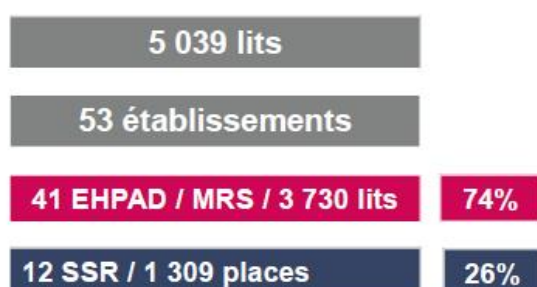 5 039 lits
53 établissements
41 EHPAD / MRS / 3 730 lits 74%
12 SSR / 1 309 places 26%